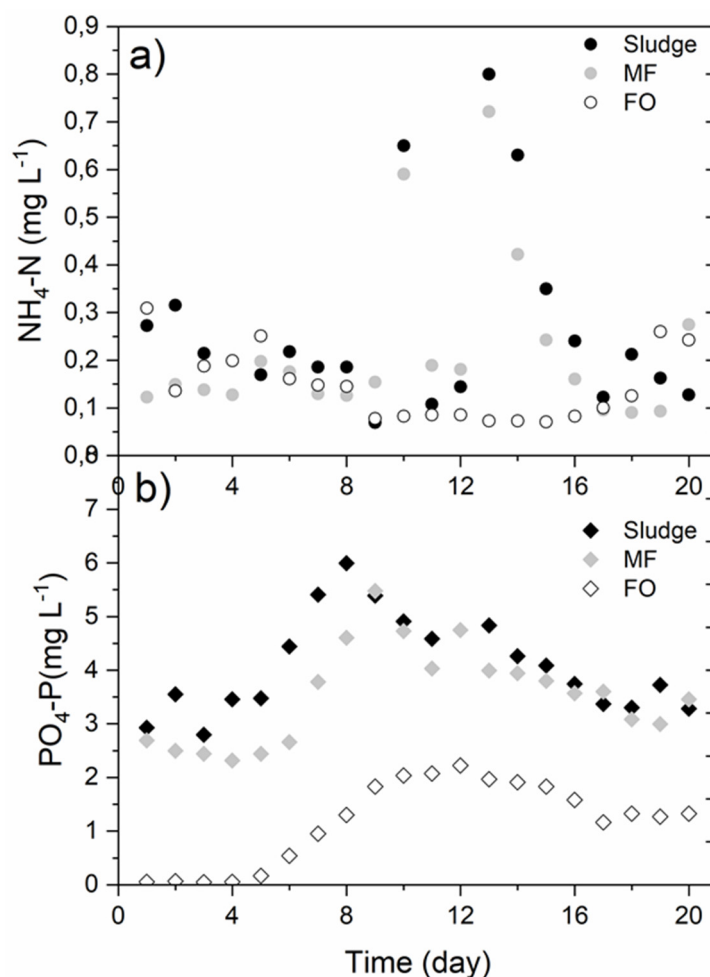 a)
Sludge
MF
FO
0,9
0,8
0,7
0,6
0,5
0,4
0,3
0,2
0,1
0,0
NH₄-N (mg L⁻¹)
0 4 8 12 16 20
b)
Sludge
MF
FO
8
7
6
5
4
3
2
1
0
PO₄-P(mg L⁻¹)
0 4 8 12 16 20
Time (day)